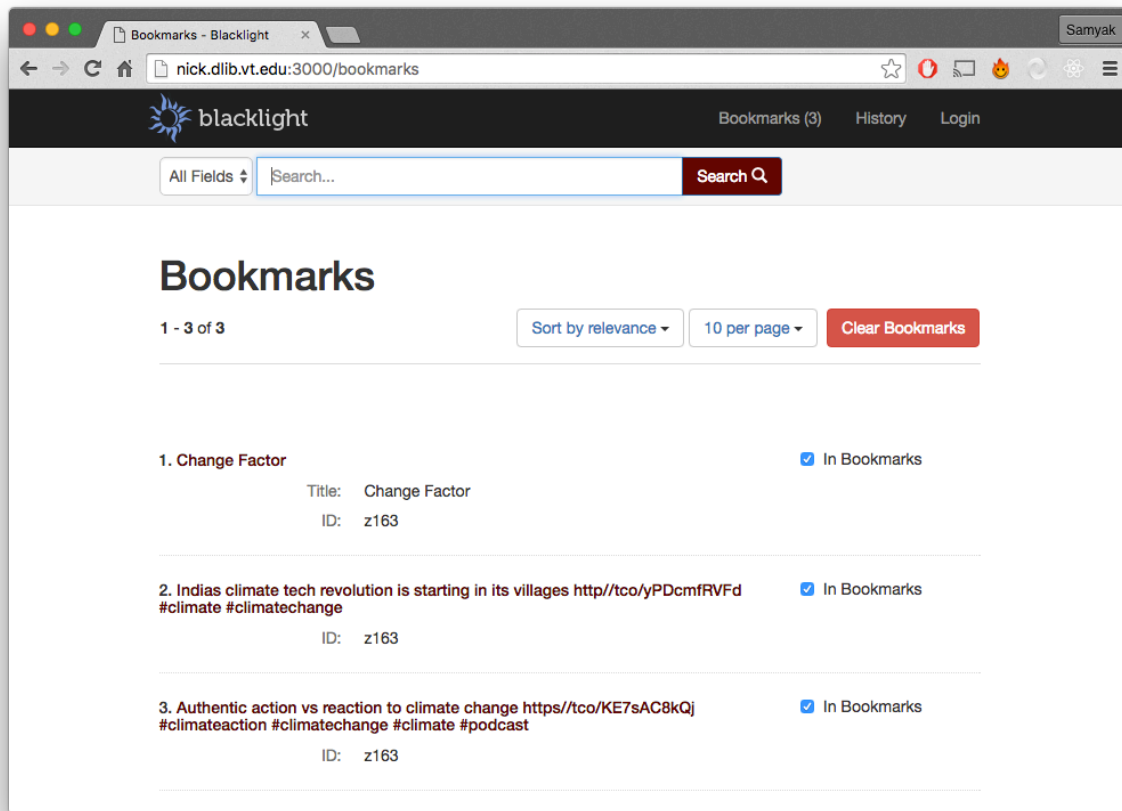 Bookmarks - Blacklight
Samyak
nick.dlib.vt.edu:3000/bookmarks
blacklight
Bookmarks (3) History Login
All Fields Search... Search
Bookmarks
1 - 3 of 3 Sort by relevance 10 per page Clear Bookmarks
1. Change Factor In Bookmarks
Title: Change Factor
ID: z163
2. Indias climate tech revolution is starting in its villages http//tco/yPDcmfRVFd In Bookmarks
#climate #climatechange
ID: z163
3. Authentic action vs reaction to climate change https//tco/KE7sAC8kQj In Bookmarks
#climateaction #climatechange #climate #podcast
ID: z163